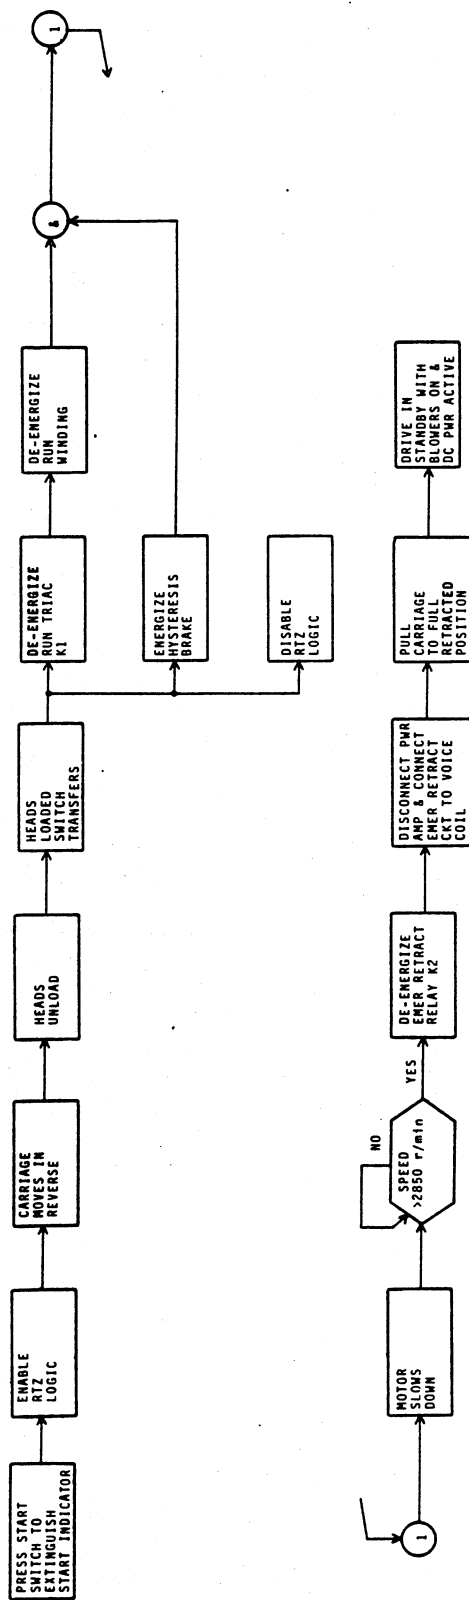 PRESS START
SWITCH TO
EXTINGUISH
START INDICATOR
ENABLE
RTZ
LOGIC
CARRIAGE
MOVES IN
REVERSE
HEADS
UNLOAD
HEADS
LOADED
SWITCH
TRANSFERS
DE-ENERGIZE
RUN TRIAC
K1
DE-ENERGIZE
RUN
WINDING
&
1
ENERGIZE
HYSTERESIS
BRAKE
DISABLE
RTZ
LOGIC
1
MOTOR
SLOWS
DOWN
SPEED
>2850 r/min
NO
YES
DE-ENERGIZE
EMER RETRACT
RELAY K2
DISCONNECT PWR
AMP & CONNECT
EMER RETRACT
CKT TO VOICE
COIL
PULL
CARRIAGE
TO FULL
RETRACTED
POSITION
DRIVE IN
STANDBY WITH
BLOWERS ON &
DC PWR ACTIVE